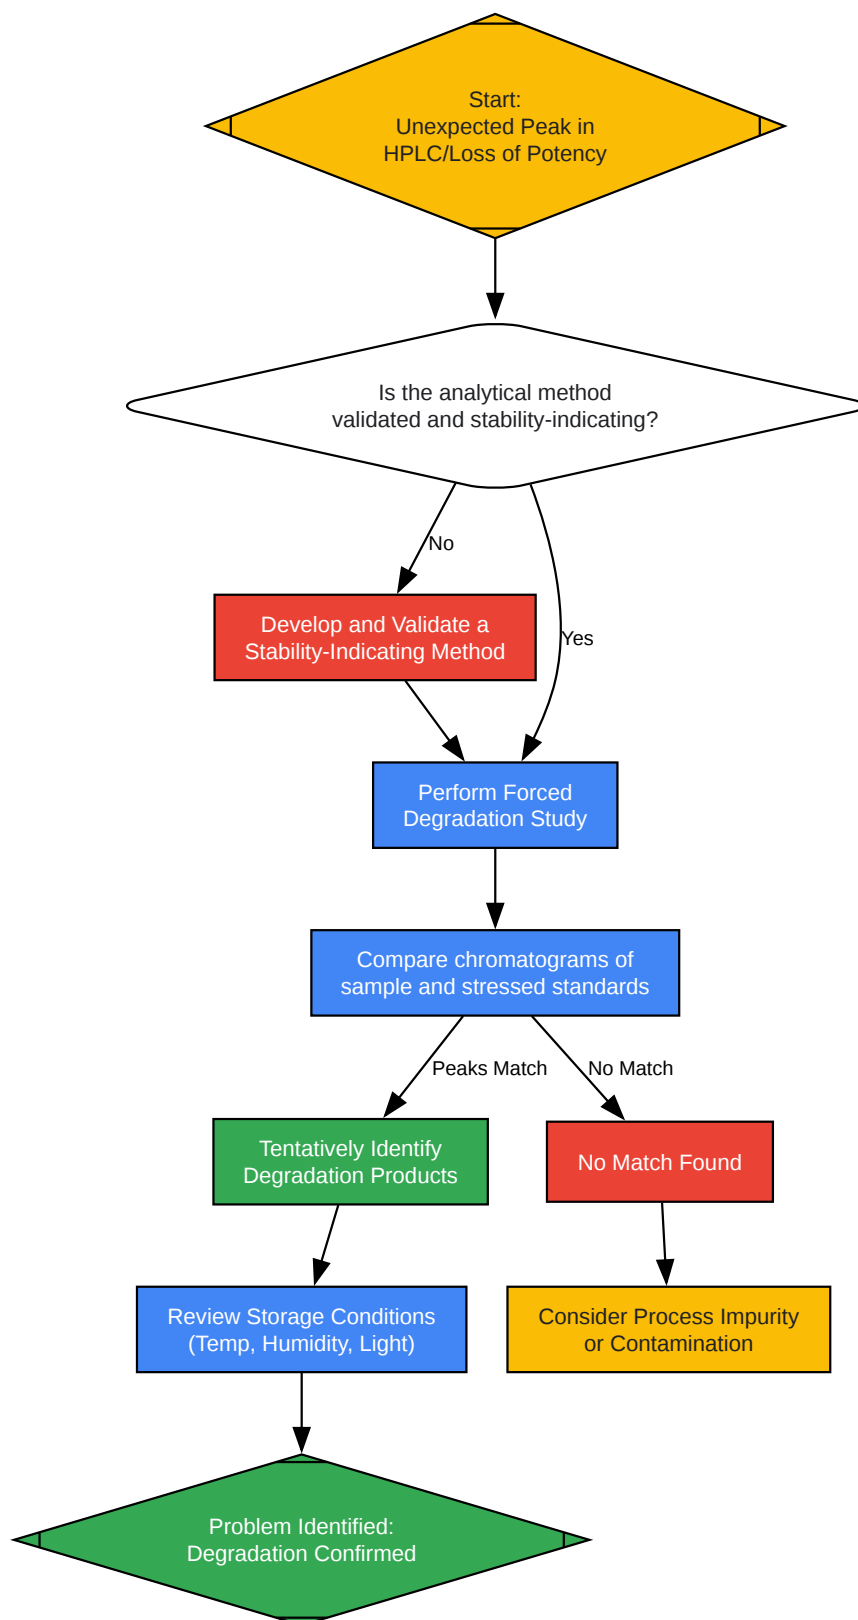 Start:
Unexpected Peak in
HPLC/Loss of Potency
Is the analytical method
validated and stability-indicating?
No
Develop and Validate a
Stability-Indicating Method
Yes
Perform Forced
Degradation Study
Compare chromatograms of
sample and stressed standards
Peaks Match
No Match
Tentatively Identify
Degradation Products
No Match Found
Review Storage Conditions
(Temp, Humidity, Light)
Consider Process Impurity
or Contamination
Problem Identified:
Degradation Confirmed